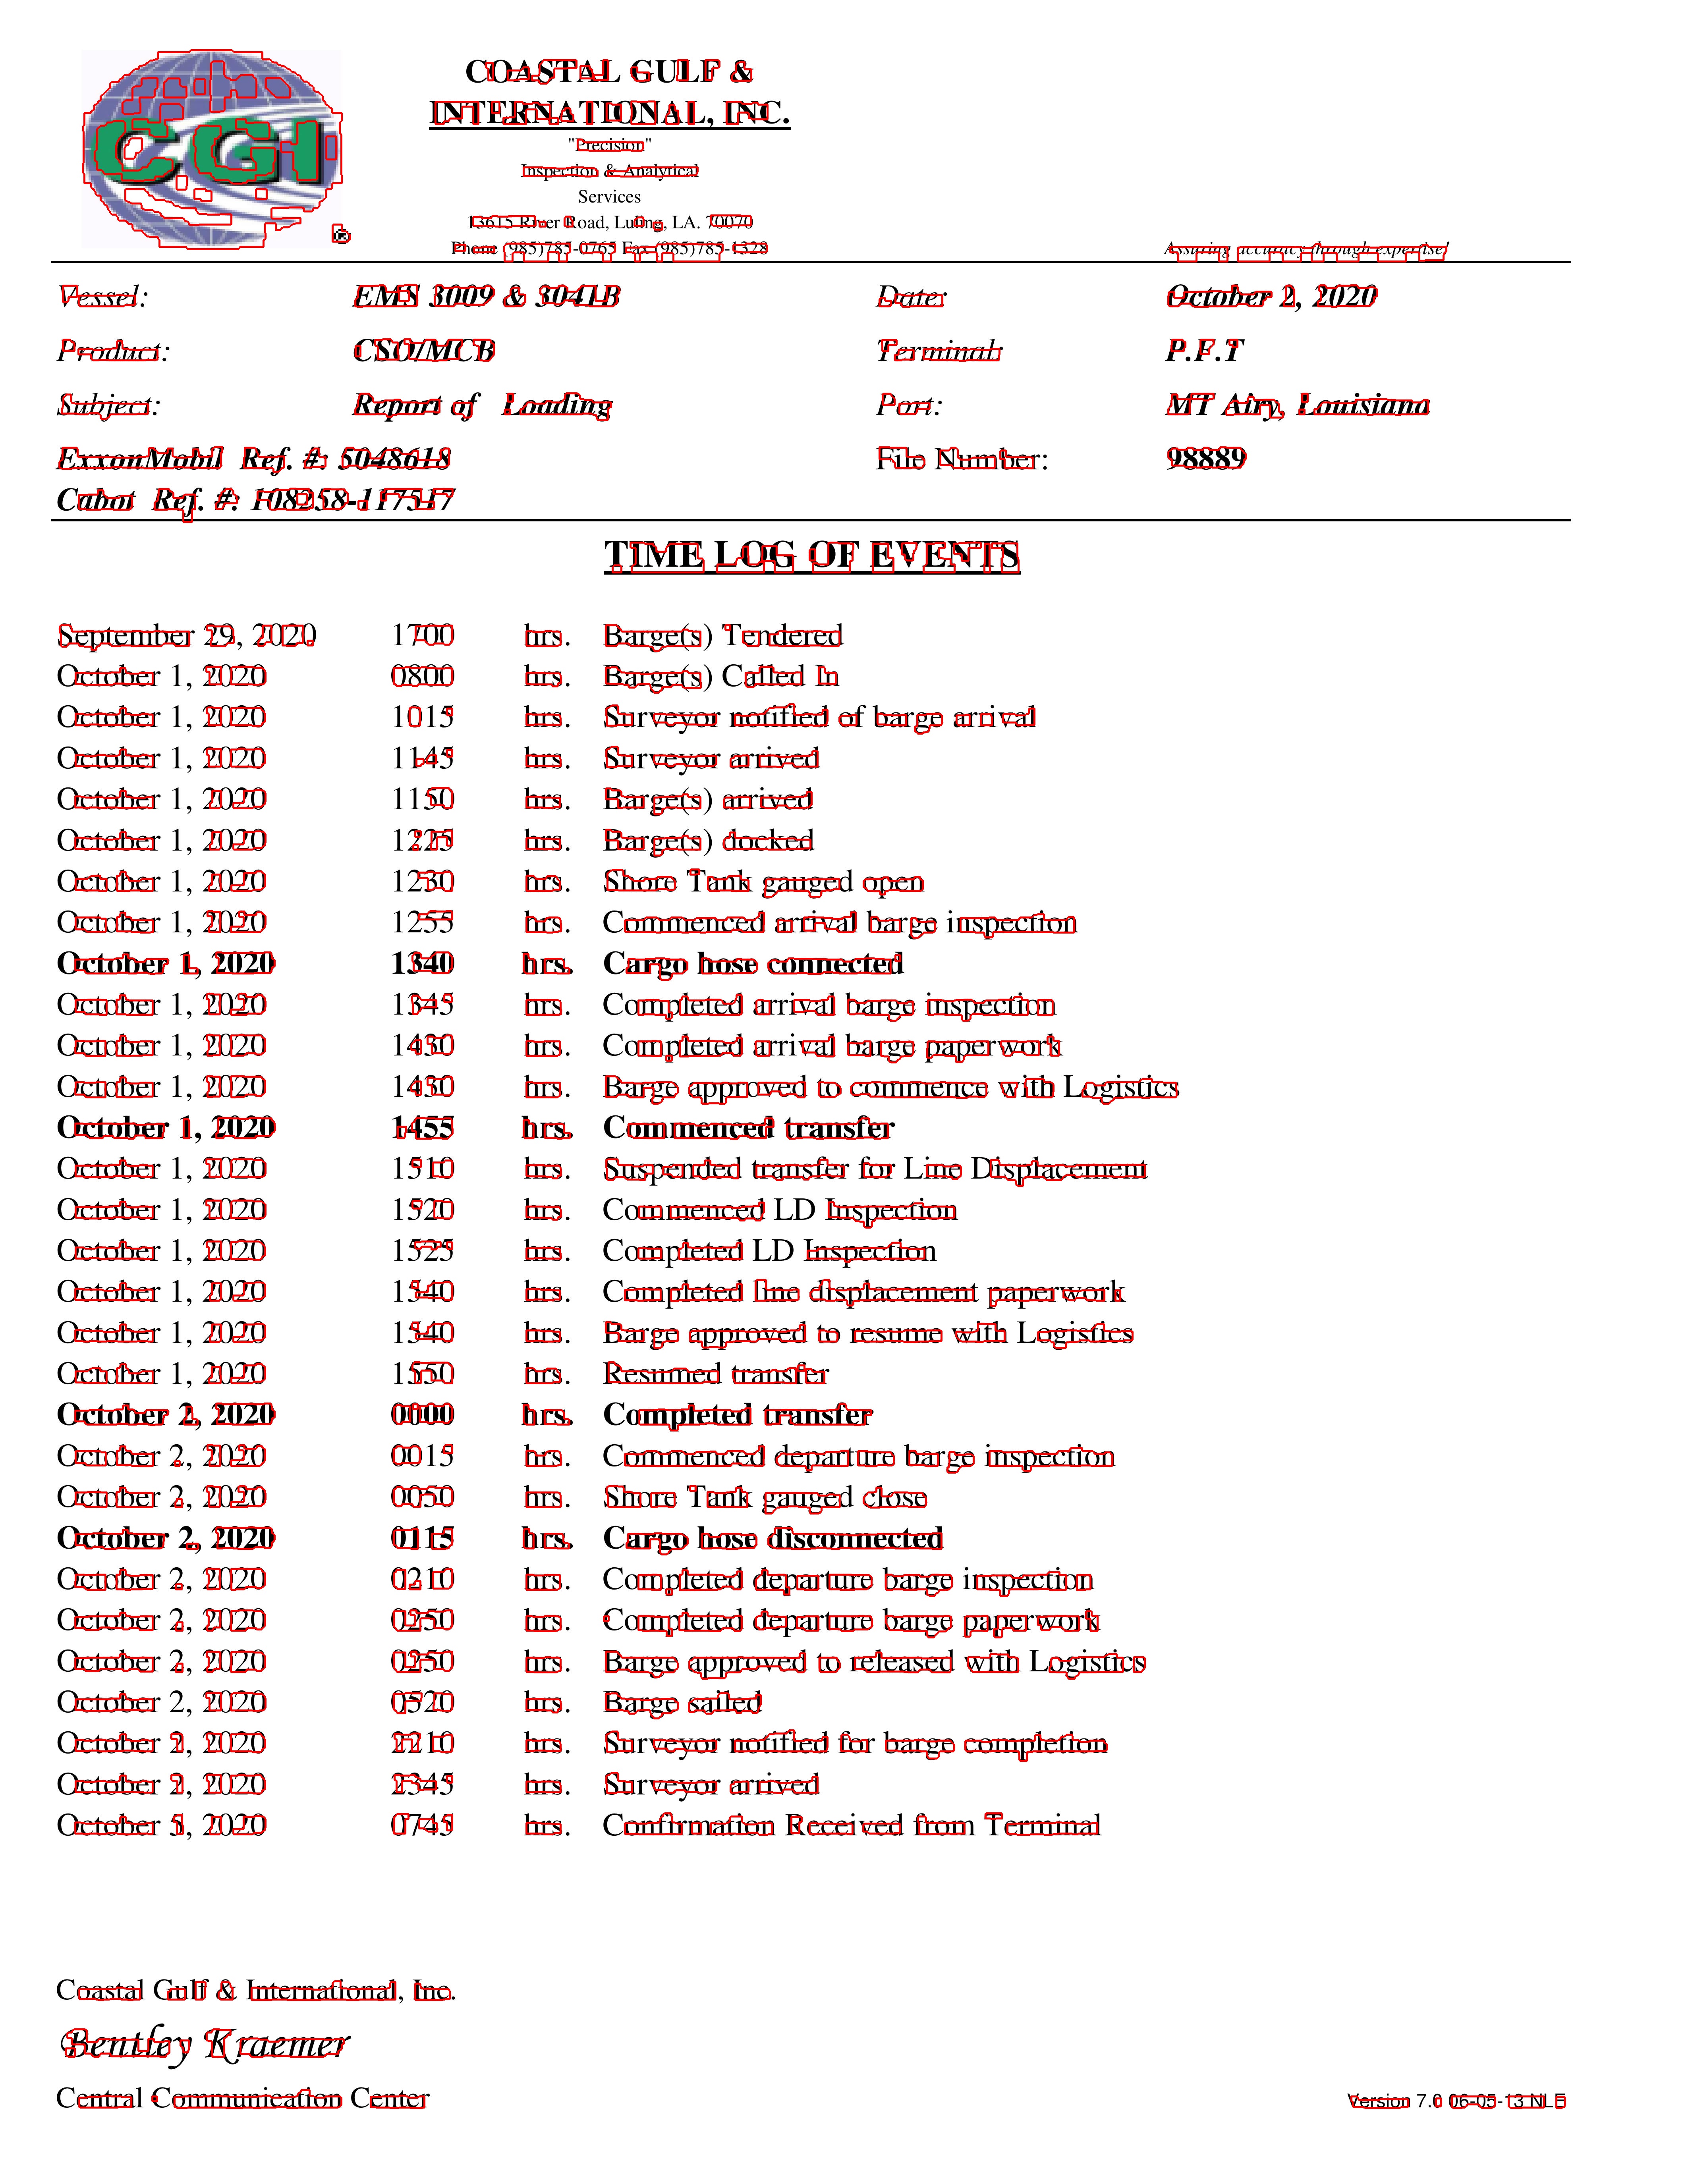 CGI
®
COASTAL GULF &
INTERNATIONAL, INC.
"Precision"
Inspection & Analytical
Services
13615 River Road, Luling, LA. 70070
Phone (985)785-0765 Fax (985)785-1328
Assuring accuracy through expertise!
Vessel: EMS 3009 & 3041B Date: October 2, 2020
Product: CSO/MCB Terminal: P.F.T
Subject: Report of Loading Port: MT Airy, Louisiana
ExxonMobil Ref. #: 5048618 File Number: 98889
Cabot Ref. #: 108258-117517
TIME LOG OF EVENTS
September 29, 2020 1700 hrs. Barge(s) Tendered
October 1, 2020 0800 hrs. Barge(s) Called In
October 1, 2020 1015 hrs. Surveyor notified of barge arrival
October 1, 2020 1145 hrs. Surveyor arrived
October 1, 2020 1150 hrs. Barge(s) arrived
October 1, 2020 1225 hrs. Barge(s) docked
October 1, 2020 1230 hrs. Shore Tank gauged open
October 1, 2020 1255 hrs. Commenced arrival barge inspection
October 1, 2020 1340 hrs. Cargo hose connected
October 1, 2020 1345 hrs. Completed arrival barge inspection
October 1, 2020 1430 hrs. Completed arrival barge paperwork
October 1, 2020 1430 hrs. Barge approved to commence with Logistics
October 1, 2020 1455 hrs. Commenced transfer
October 1, 2020 1510 hrs. Suspended transfer for Line Displacement
October 1, 2020 1520 hrs. Commenced LD Inspection
October 1, 2020 1525 hrs. Completed LD Inspection
October 1, 2020 1540 hrs. Completed line displacement paperwork
October 1, 2020 1540 hrs. Barge approved to resume with Logistics
October 1, 2020 1550 hrs. Resumed transfer
October 2, 2020 0000 hrs. Completed transfer
October 2, 2020 0015 hrs. Commenced departure barge inspection
October 2, 2020 0050 hrs. Shore Tank gauged close
October 2, 2020 0115 hrs. Cargo hose disconnected
October 2, 2020 0210 hrs. Completed departure barge inspection
October 2, 2020 0250 hrs. Completed departure barge paperwork
October 2, 2020 0250 hrs. Barge approved to released with Logistics
October 2, 2020 0520 hrs. Barge sailed
October 2, 2020 2210 hrs. Surveyor notified for barge completion
October 2, 2020 2345 hrs. Surveyor arrived
October 5, 2020 0745 hrs. Confirmation Received from Terminal
Coastal Gulf & International, Inc.
Bentley Kraemer
Central Communication Center
Version 7.0 06-05-13 NLE